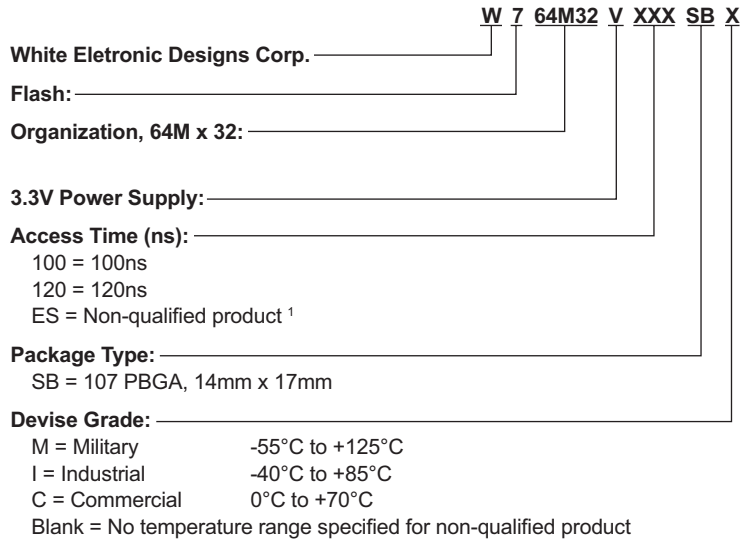 W 7 64M32 V XXX SB X
White Eletronic Designs Corp.
Flash:
Organization, 64M x 32:
3.3V Power Supply:
Access Time (ns):
100 = 100ns
120 = 120ns
ES = Non-qualified product 1
Package Type:
SB = 107 PBGA, 14mm x 17mm
Devise Grade:
M = Military -55°C to +125°C
I = Industrial -40°C to +85°C
C = Commercial 0°C to +70°C
Blank = No temperature range specified for non-qualified product